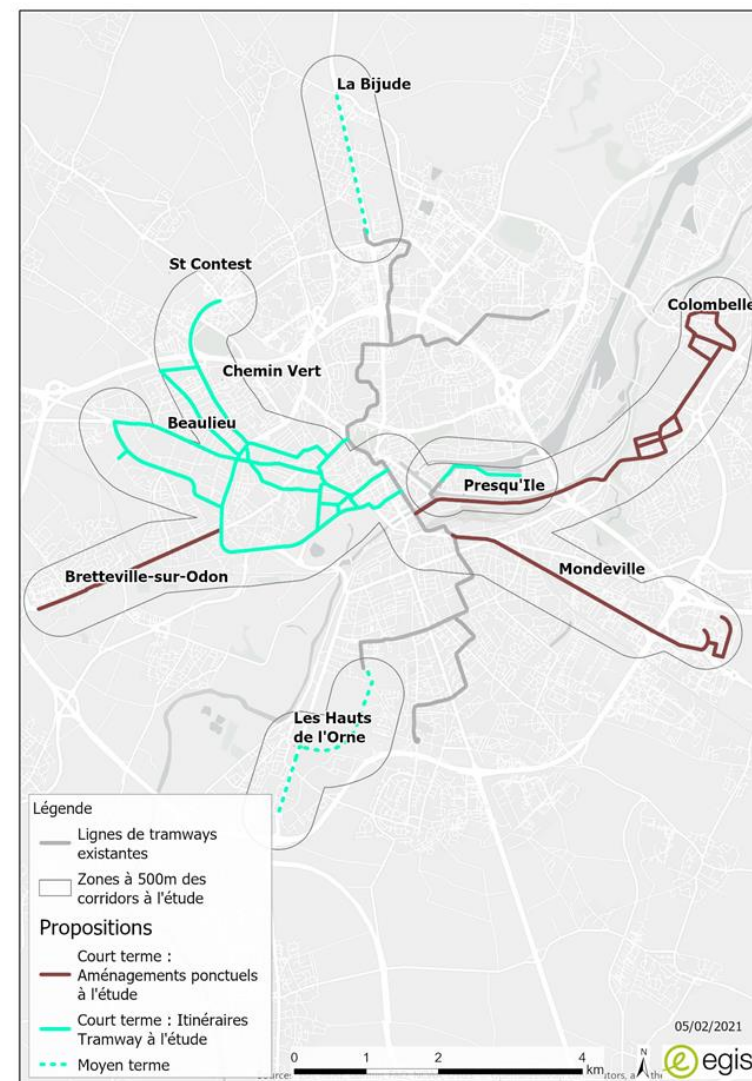 La Bijude
St Contest
Colombelle
Chemin Vert
Beaulieu
Presqu'Ile
Bretteville-sur-Odon
Mondeville
Les Hauts
de l'Orne
Légende
Lignes de tramways
existantes
Zones à 500m des
corridors à l'étude
Propositions
Court terme :
Aménagements ponctuels
à l'étude
Court terme : Itinéraires
Tramway à l'étude
Moyen terme
05/02/2021
0 1 2 4
km
N
egis